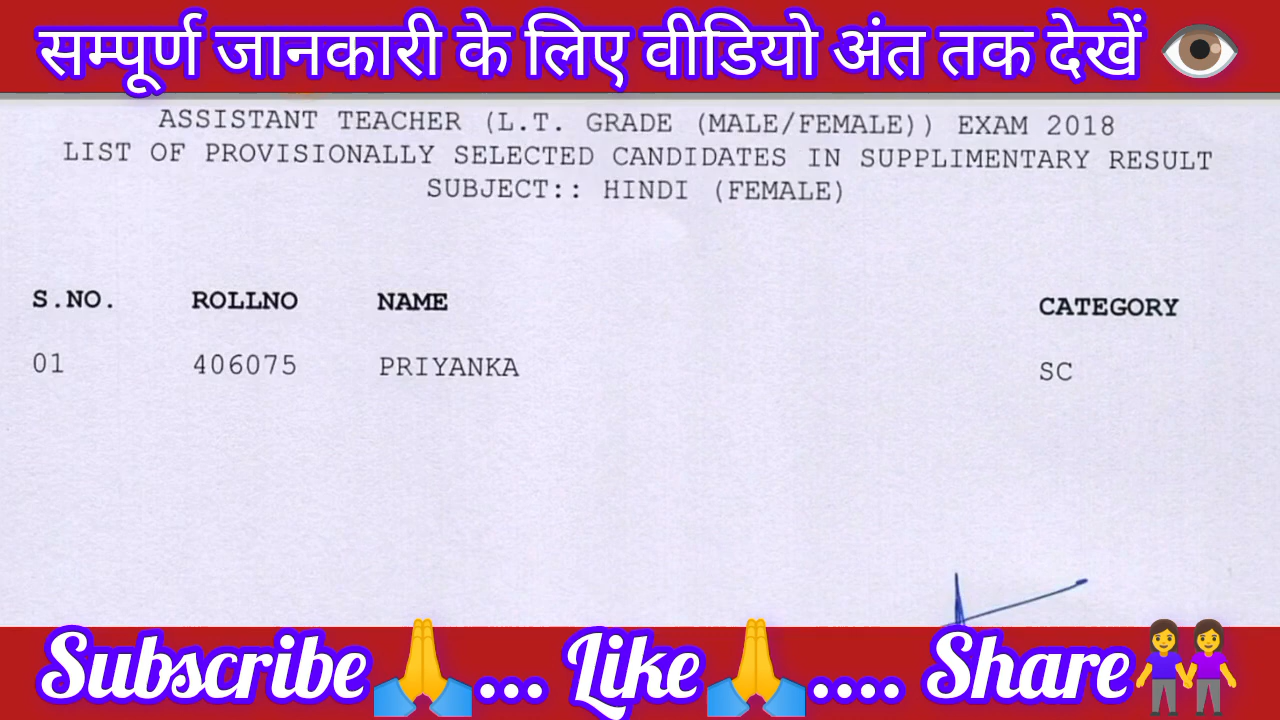 सम्पूर्ण जानकारी के लिए वीडियो अंत तक देखें
ASSISTANT TEACHER (L.T. GRADE (MALE/FEMALE)) EXAM 2018
LIST OF PROVISIONALLY SELECTED CANDIDATES IN SUPPLIMENTARY RESULT
SUBJECT:: HINDI (FEMALE)
S.NO. ROLLNO NAME CATEGORY
01 406075 PRIYANKA SC
Subscribe🙏... Like🙏.... Share👭